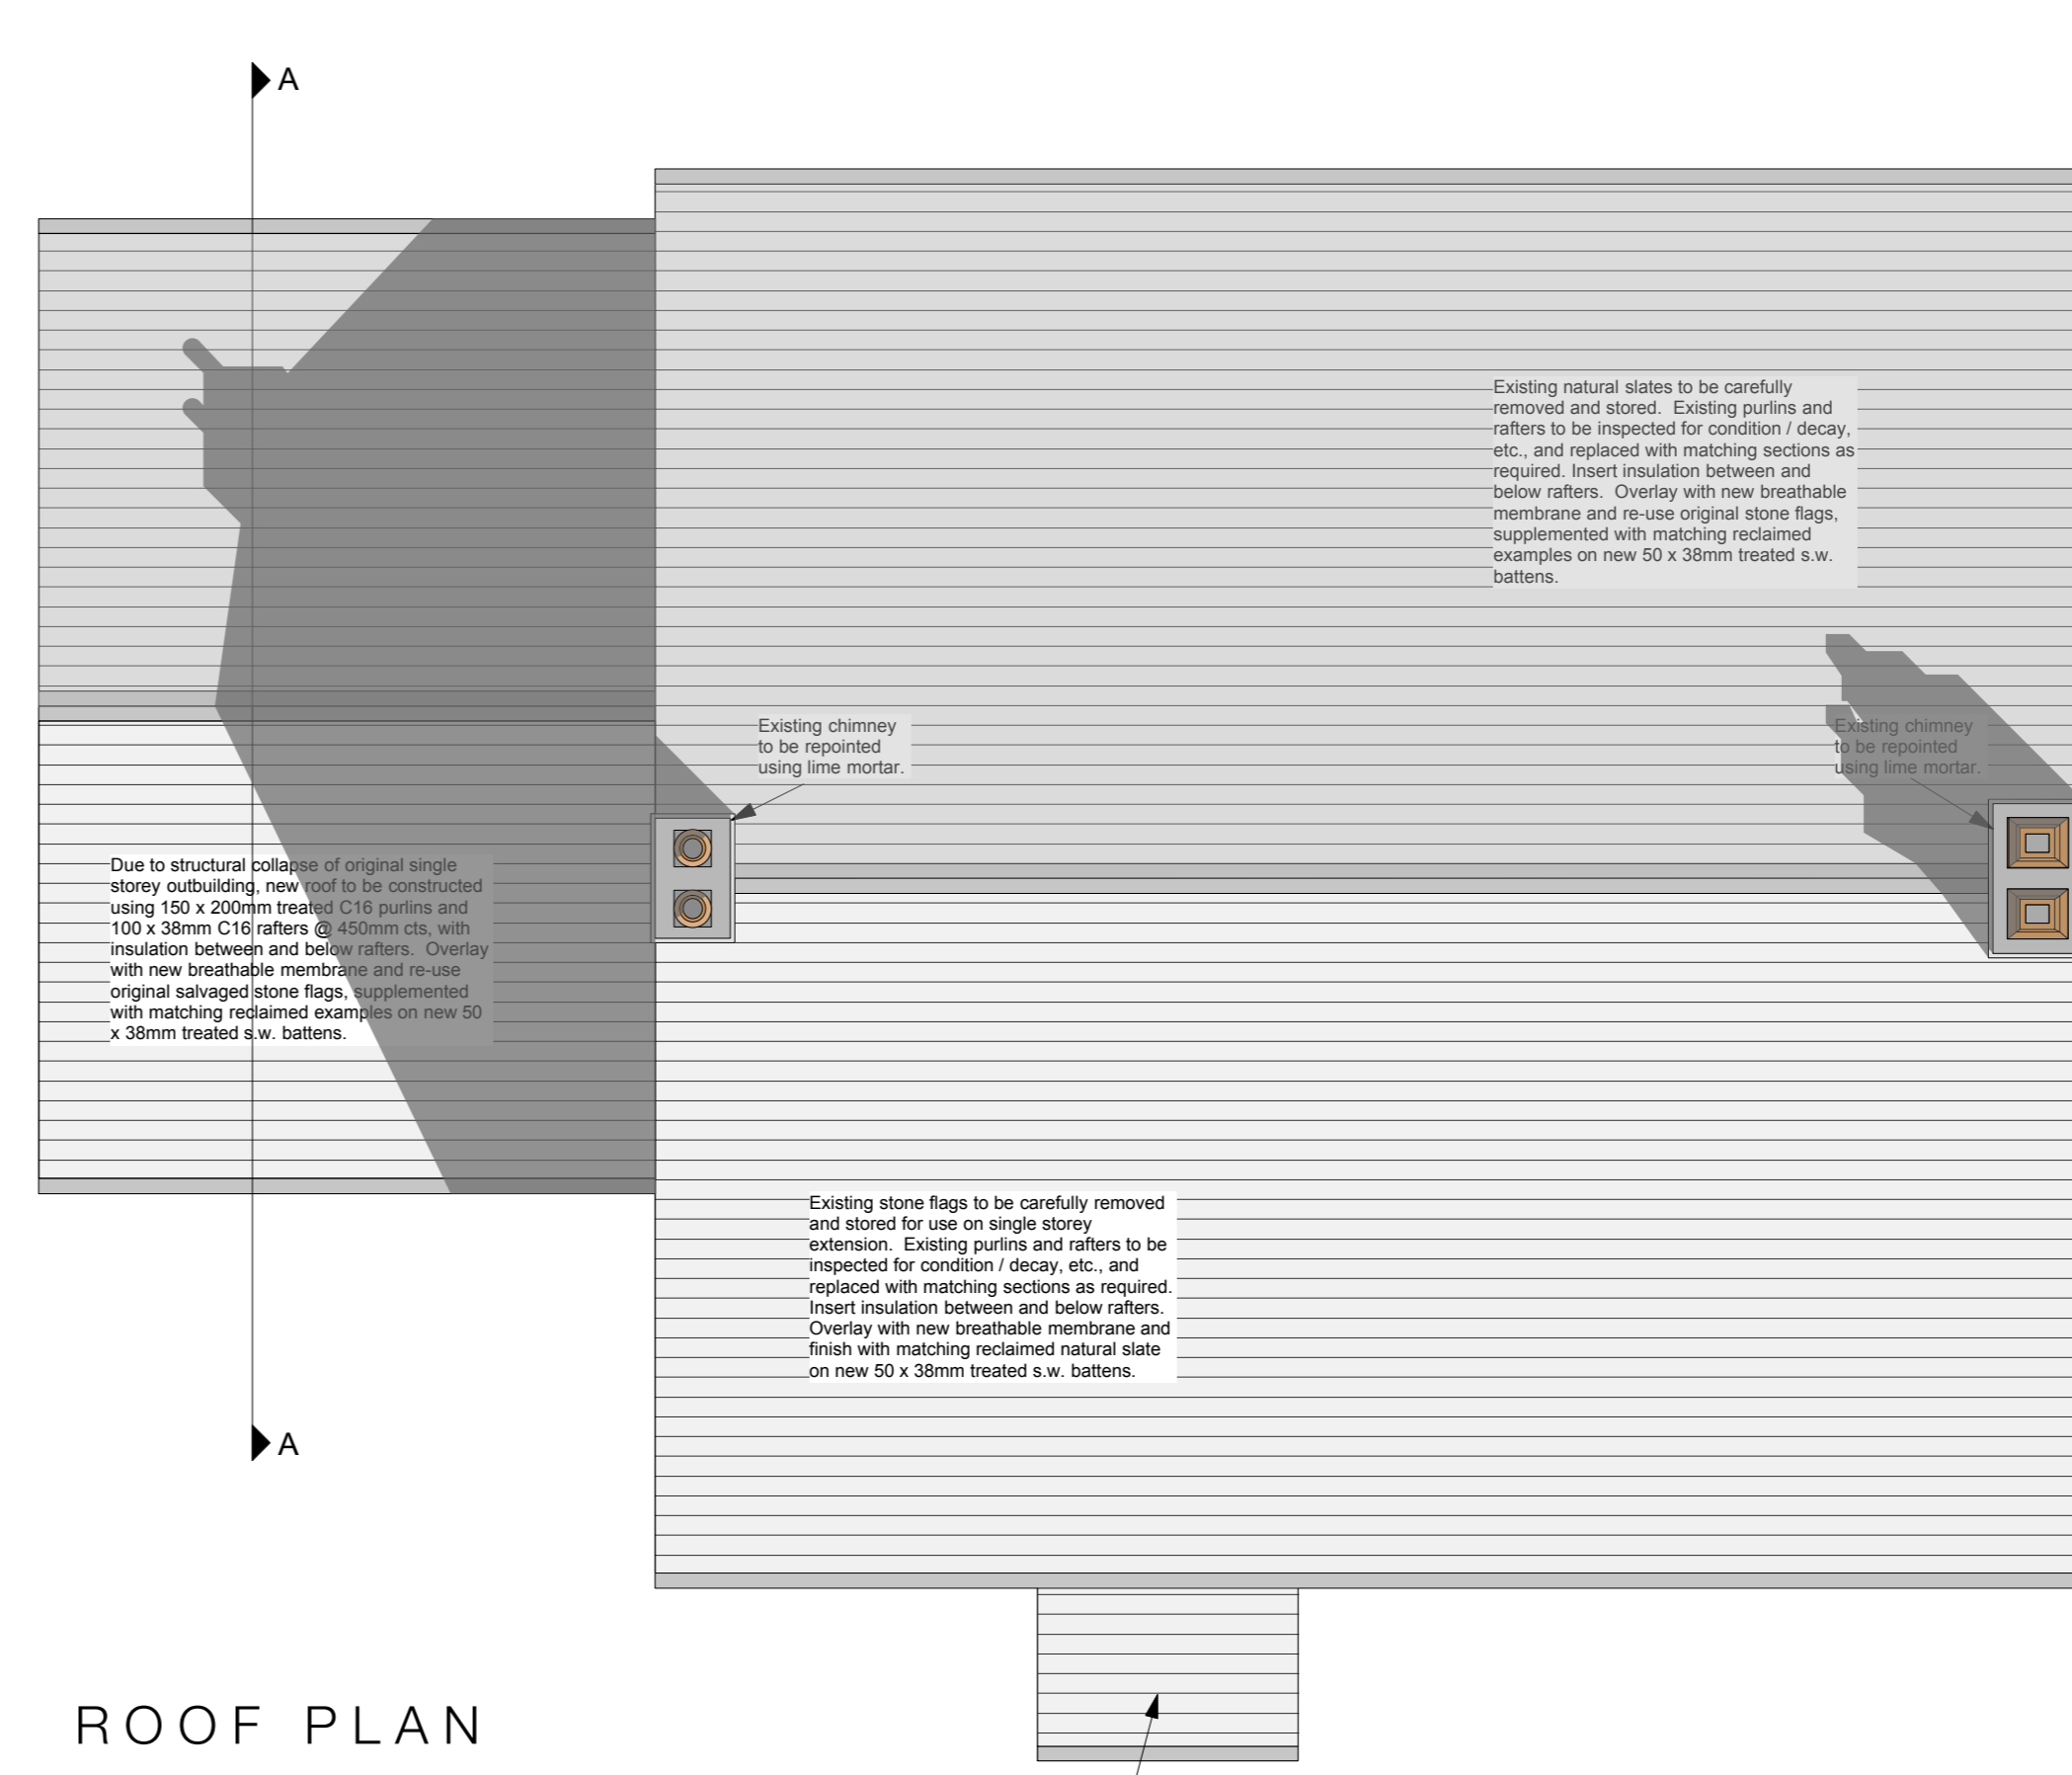 A
Existing natural slates to be carefully
removed and stored.  Existing purlins and
rafters to be inspected for condition / decay,
etc., and replaced with matching sections as
required. Insert insulation between and
below rafters.  Overlay with new breathable
membrane and re-use original stone flags,
supplemented with matching reclaimed
examples on new 50 x 38mm treated s.w.
battens.
Existing chimney
to be repointed
using lime mortar.
Existing chimney
to be repointed
using lime mortar.
Due to structural collapse of original single
storey outbuilding, new roof to be constructed
using 150 x 200mm treated C16 purlins and
100 x 38mm C16 rafters @ 450mm cts, with
insulation between and below rafters.  Overlay
with new breathable membrane and re-use
original salvaged stone flags, supplemented
with matching reclaimed examples on new 50
x 38mm treated s.w. battens.
Existing stone flags to be carefully removed
and stored for use on single storey
extension.  Existing purlins and rafters to be
inspected for condition / decay, etc., and
replaced with matching sections as required.
Insert insulation between and below rafters.
Overlay with new breathable membrane and
finish with matching reclaimed natural slate
on new 50 x 38mm treated s.w. battens.
A
ROOF PLAN